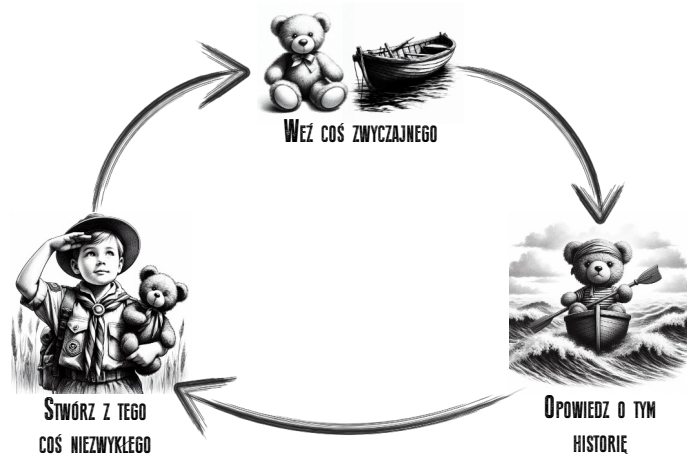 Weź coś zwyczajnego
Opowiedz o tym
historię
Stwórz z tego
coś niezwykłego